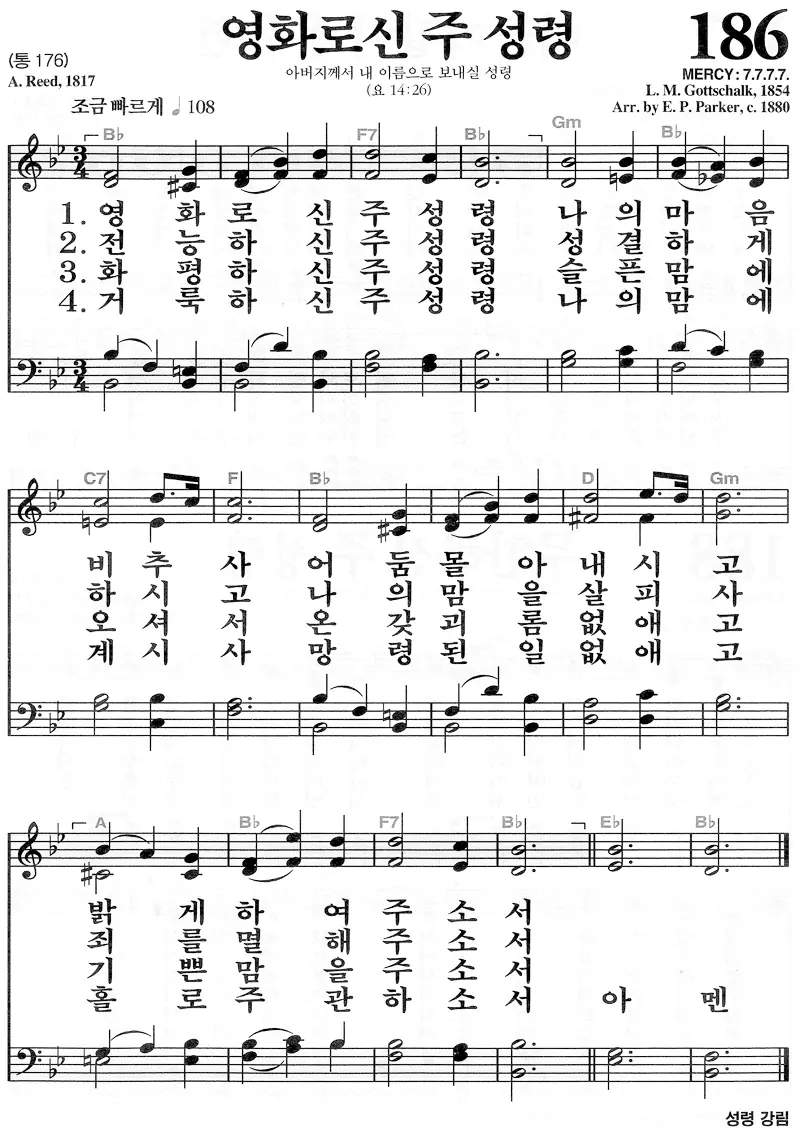 영화로신 주 성령 186
(통 176)
아버지께서 내 이름으로 보내실 성령
MERCY: 7.7.7.7.
A. Reed, 1817
(요 14:26)
L. M. Gottschalk, 1854
조금 빠르게 ♩ 108
Arr. by E. P. Parker, c. 1880
B♭ F7 B♭ Gm B♭
1. 영 화 로 신 주 성 령 나 의 마 음
2. 전 능 하 신 주 성 령 성 결 하 게
3. 화 평 하 신 주 성 령 슬 픈 맘 에
4. 거 룩 하 신 주 성 령 나 의 맘 에
C7 F B♭ D Gm
비 추 사 어 둠 몰 아 내 시 고
하 시 고 나 의 맘 을 살 피 사
오 셔 서 온 갖 괴 롬 없 애 고
계 시 사 망 령 된 일 없 애 고
A B♭ F7 B♭ E♭ B♭
밝 게 하 여 주 소 서
죄 를 멸 해 주 소 서
기 쁜 맘 을 주 소 서
홀 로 주 관 하 소 서 아 멘
성령 강림